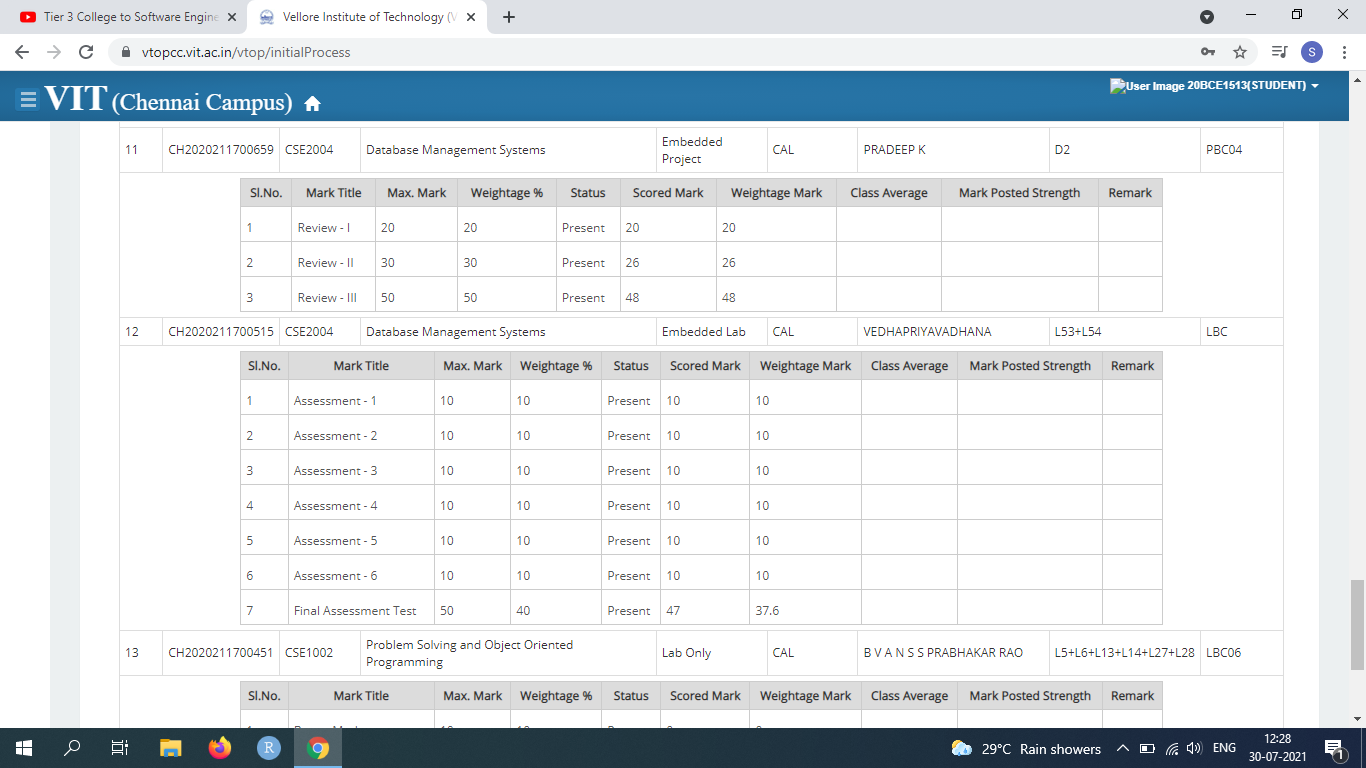 Tier 3 College to Software Engine
Vellore Institute of Technology (V
vtopcc.vit.ac.in/vtop/initialProcess
S
VIT (Chennai Campus)
User Image 20BCE1513(STUDENT)
11 CH2020211700659 CSE2004 Database Management Systems Embedded Project CAL PRADEEP K D2 PBC04
Sl.No. Mark Title Max. Mark Weightage % Status Scored Mark Weightage Mark Class Average Mark Posted Strength Remark
1 Review - I 20 20 Present 20 20
2 Review - II 30 30 Present 26 26
3 Review - III 50 50 Present 48 48
12 CH2020211700515 CSE2004 Database Management Systems Embedded Lab CAL VEDHAPRIYAVADHANA L53+L54 LBC
Sl.No. Mark Title Max. Mark Weightage % Status Scored Mark Weightage Mark Class Average Mark Posted Strength Remark
1 Assessment - 1 10 10 Present 10 10
2 Assessment - 2 10 10 Present 10 10
3 Assessment - 3 10 10 Present 10 10
4 Assessment - 4 10 10 Present 10 10
5 Assessment - 5 10 10 Present 10 10
6 Assessment - 6 10 10 Present 10 10
7 Final Assessment Test 50 40 Present 47 37.6
13 CH2020211700451 CSE1002 Problem Solving and Object Oriented Programming Lab Only CAL B V A N S S PRABHAKAR RAO L5+L6+L13+L14+L27+L28 LBC06
Sl.No. Mark Title Max. Mark Weightage % Status Scored Mark Weightage Mark Class Average Mark Posted Strength Remark
R
29°C Rain showers
ENG
12:28
30-07-2021
1